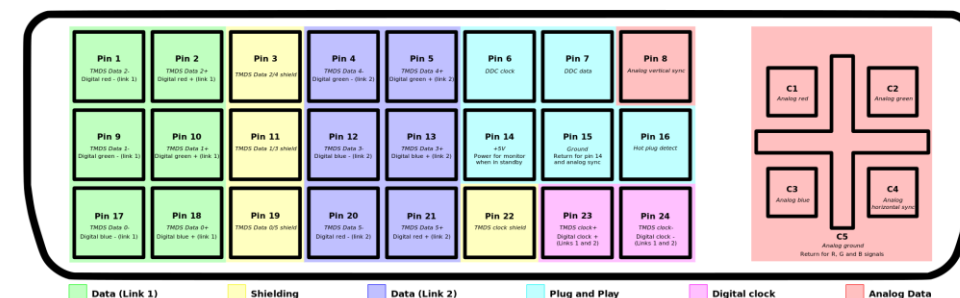 Pin 1
TMDS Data 2-
Digital red - (link 1)
Pin 2
TMDS Data 2+
Digital red + (link 1)
Pin 3
TMDS Data 2/4 shield
Pin 4
TMDS Data 4-
Digital green - (link 2)
Pin 5
TMDS Data 4+
Digital green + (link 2)
Pin 6
DDC clock
Pin 7
DDC data
Pin 8
Analog vertical sync
Pin 9
TMDS Data 1-
Digital green - (link 1)
Pin 10
TMDS Data 1+
Digital green + (link 1)
Pin 11
TMDS Data 1/3 shield
Pin 12
TMDS Data 3-
Digital blue - (link 2)
Pin 13
TMDS Data 3+
Digital blue + (link 2)
Pin 14
+5V
Power for monitor
when in standby
Pin 15
Ground
Return for pin 14
and analog sync
Pin 16
Hot plug detect
Pin 17
TMDS Data 0-
Digital blue - (link 1)
Pin 18
TMDS Data 0+
Digital blue + (link 1)
Pin 19
TMDS Data 0/5 shield
Pin 20
TMDS Data 5-
Digital red - (link 2)
Pin 21
TMDS Data 5+
Digital red + (link 2)
Pin 22
TMDS clock shield
Pin 23
TMDS clock+
Digital clock +
(Links 1 and 2)
Pin 24
TMDS clock-
Digital clock -
(Links 1 and 2)
C1
Analog red
C2
Analog green
C3
Analog blue
C4
Analog
horizontal sync
C5
Analog ground
Return for R, G and B signals
Data (Link 1)
Shielding
Data (Link 2)
Plug and Play
Digital clock
Analog Data